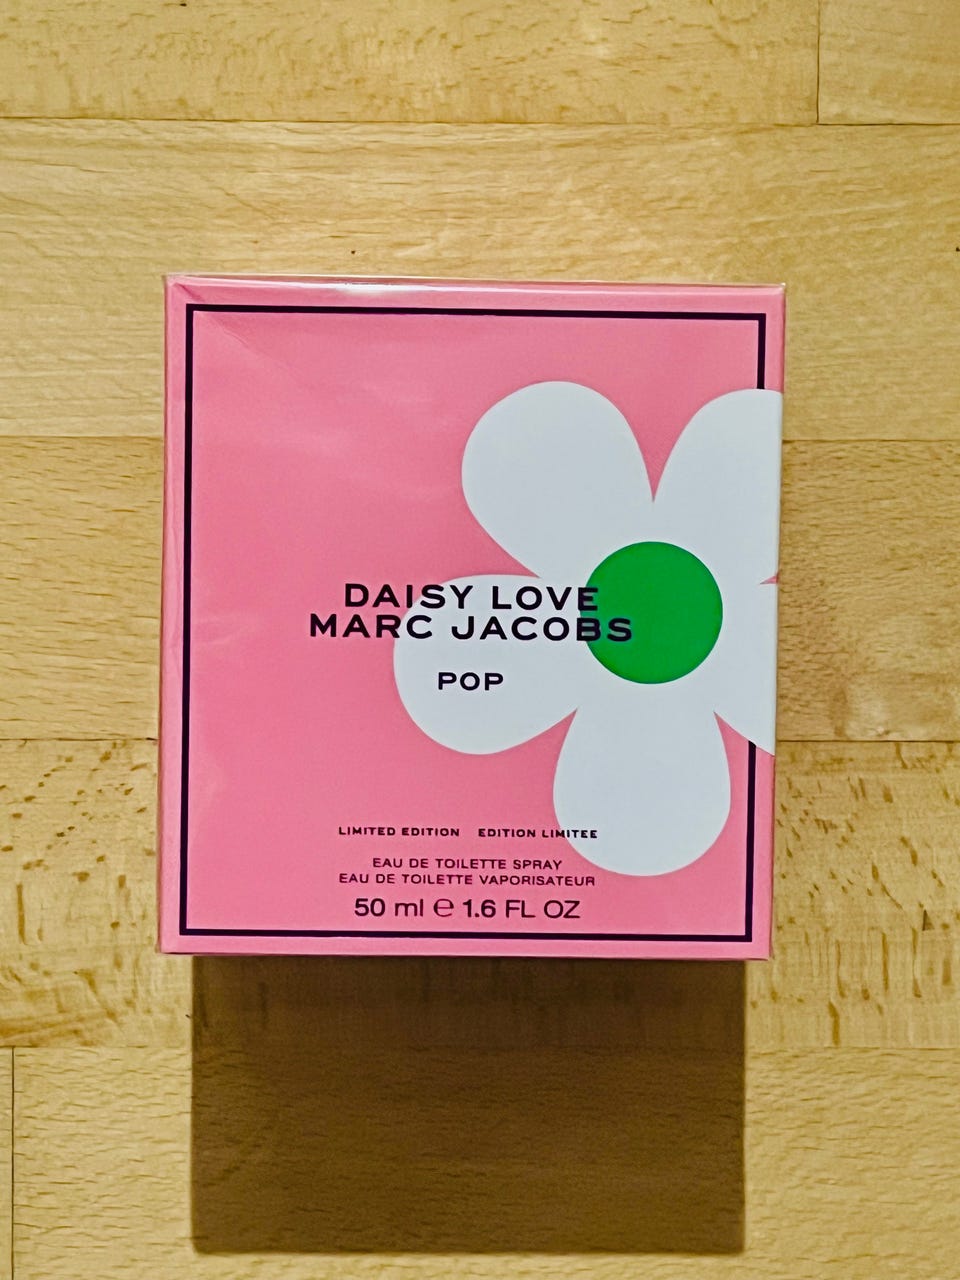 DAISY LOVE
MARC JACOBS
POP
LIMITED EDITION EDITION LIMITEE
EAU DE TOILETTE SPRAY
EAU DE TOILETTE VAPORISATEUR
50 ml ℮ 1.6 FL OZ